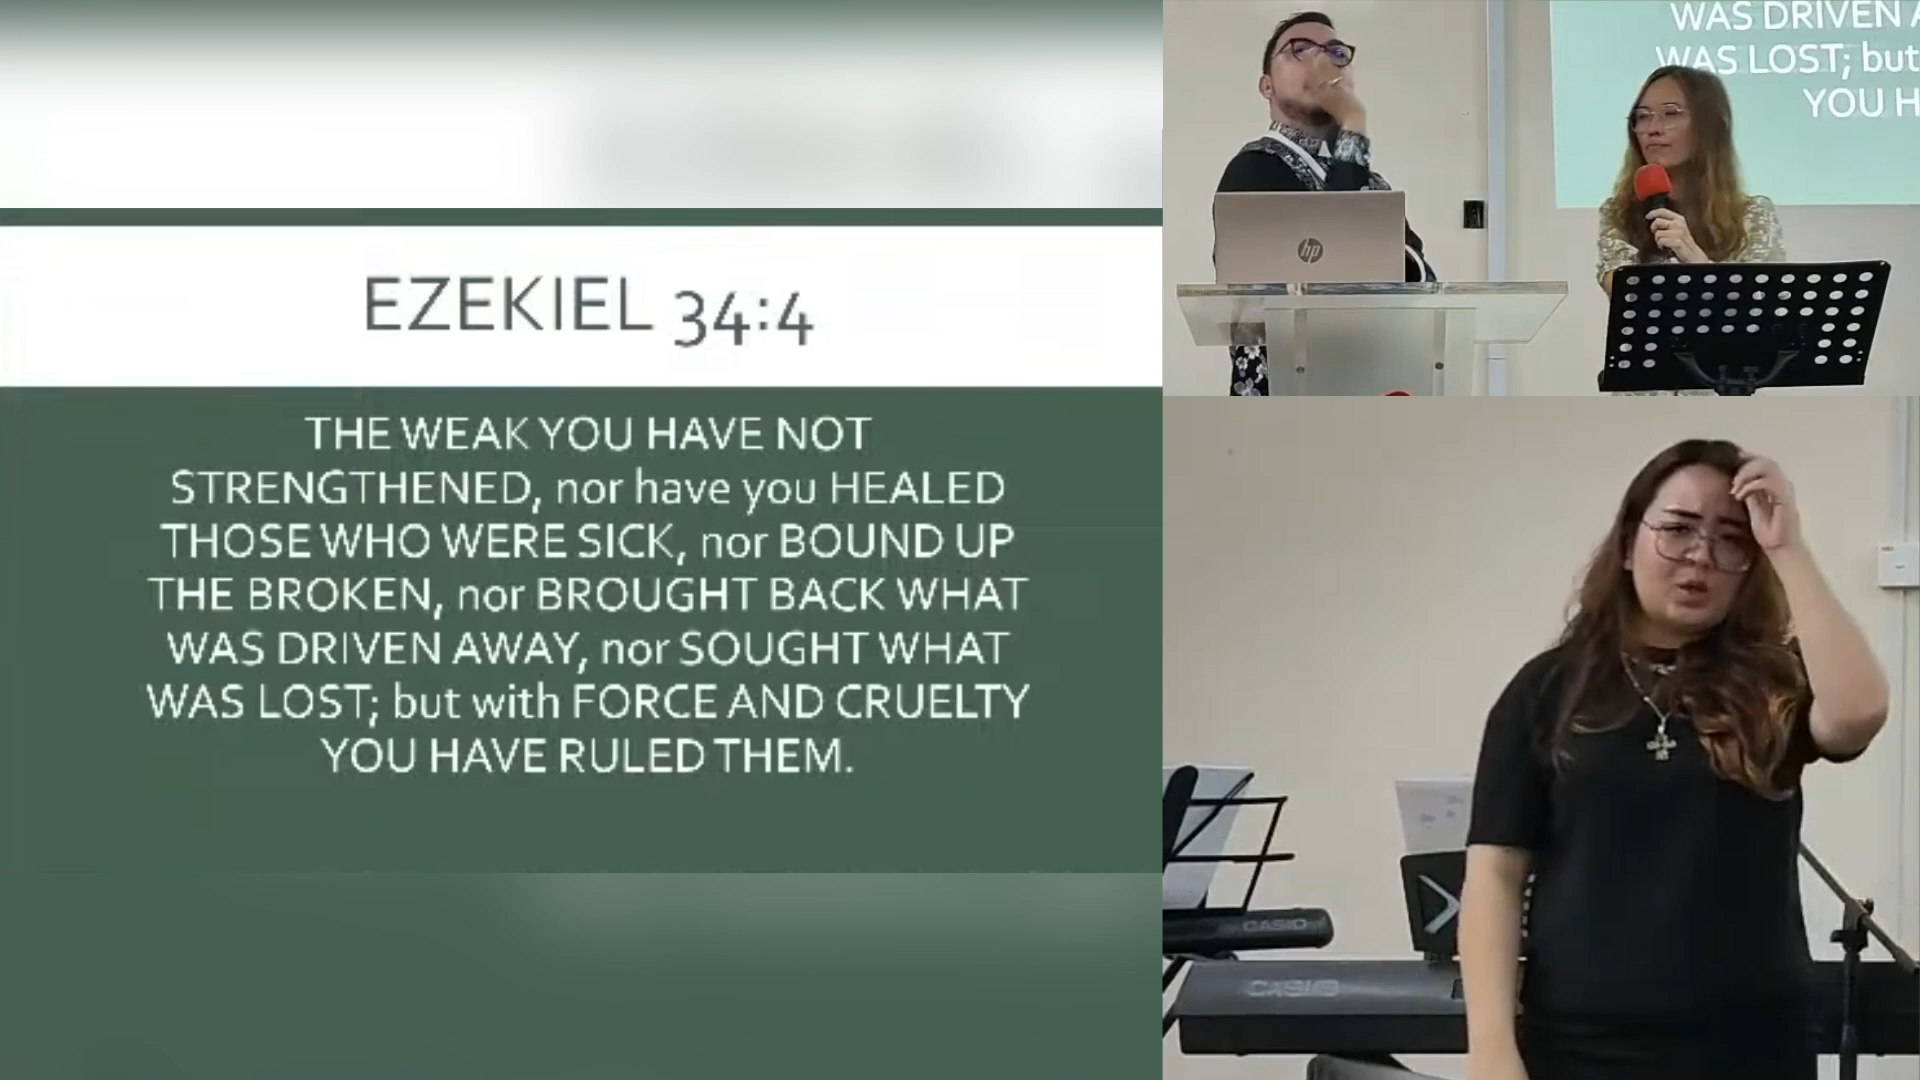 EZEKIEL 34:4
THE WEAK YOU HAVE NOT
STRENGTHENED, nor have you HEALED
THOSE WHO WERE SICK, nor BOUND UP
THE BROKEN, nor BROUGHT BACK WHAT
WAS DRIVEN AWAY, nor SOUGHT WHAT
WAS LOST; but with FORCE AND CRUELTY
YOU HAVE RULED THEM.
WAS DRIVEN
WAS LOST; but
YOU
hp
CASIO
CASIO